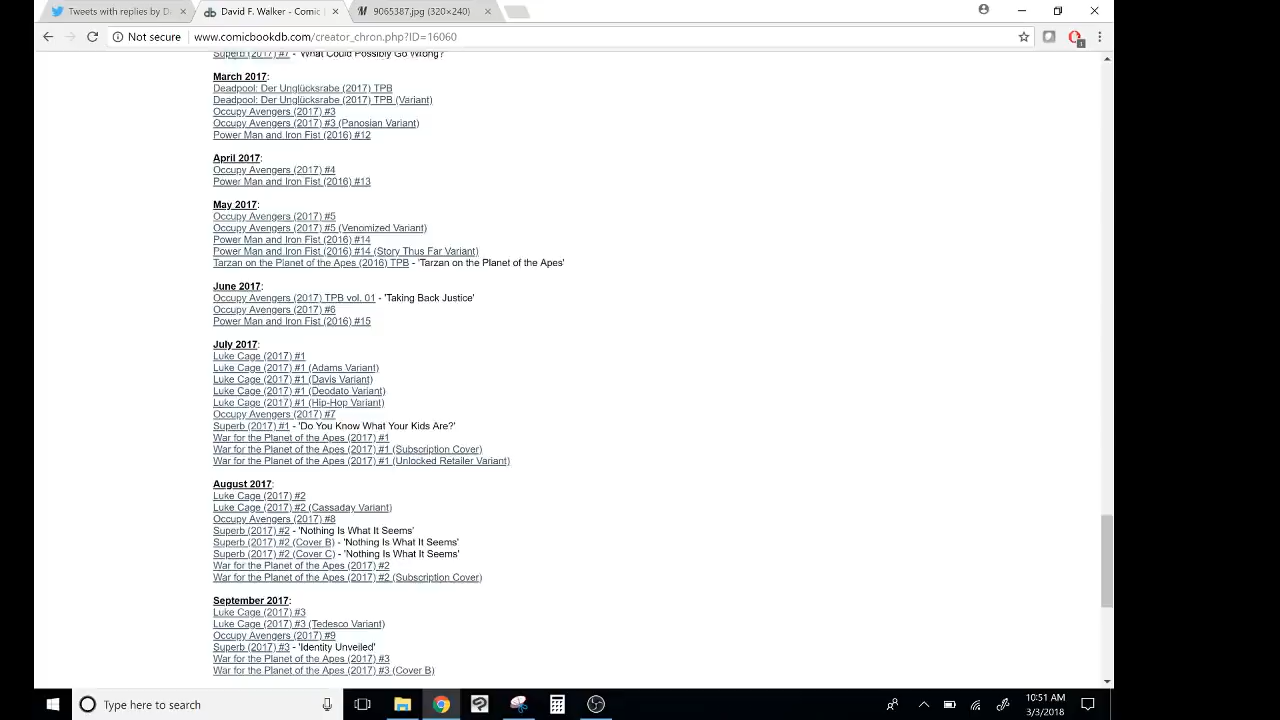 Tweets with replies by D
David F. Walker - Comic
9065387.jpg (320×240)
Not secure
www.comicbookdb.com/creator_chron.php?ID=16060
Superb (2017) #7 - 'What Could Possibly Go Wrong?'
March 2017:
Deadpool: Der Unglücksrabe (2017) TPB
Deadpool: Der Unglücksrabe (2017) TPB (Variant)
Occupy Avengers (2017) #3
Occupy Avengers (2017) #3 (Panosian Variant)
Power Man and Iron Fist (2016) #12
April 2017:
Occupy Avengers (2017) #4
Power Man and Iron Fist (2016) #13
May 2017:
Occupy Avengers (2017) #5
Occupy Avengers (2017) #5 (Venomized Variant)
Power Man and Iron Fist (2016) #14
Power Man and Iron Fist (2016) #14 (Story Thus Far Variant)
Tarzan on the Planet of the Apes (2016) TPB - 'Tarzan on the Planet of the Apes'
June 2017:
Occupy Avengers (2017) TPB vol. 01 - 'Taking Back Justice'
Occupy Avengers (2017) #6
Power Man and Iron Fist (2016) #15
July 2017:
Luke Cage (2017) #1
Luke Cage (2017) #1 (Adams Variant)
Luke Cage (2017) #1 (Davis Variant)
Luke Cage (2017) #1 (Deodato Variant)
Luke Cage (2017) #1 (Hip-Hop Variant)
Occupy Avengers (2017) #7
Superb (2017) #1 - 'Do You Know What Your Kids Are?'
War for the Planet of the Apes (2017) #1
War for the Planet of the Apes (2017) #1 (Subscription Cover)
War for the Planet of the Apes (2017) #1 (Unlocked Retailer Variant)
August 2017:
Luke Cage (2017) #2
Luke Cage (2017) #2 (Cassaday Variant)
Occupy Avengers (2017) #8
Superb (2017) #2 - 'Nothing Is What It Seems'
Superb (2017) #2 (Cover B) - 'Nothing Is What It Seems'
Superb (2017) #2 (Cover C) - 'Nothing Is What It Seems'
War for the Planet of the Apes (2017) #2
War for the Planet of the Apes (2017) #2 (Subscription Cover)
September 2017:
Luke Cage (2017) #3
Luke Cage (2017) #3 (Tedesco Variant)
Occupy Avengers (2017) #9
Superb (2017) #3 - 'Identity Unveiled'
War for the Planet of the Apes (2017) #3
War for the Planet of the Apes (2017) #3 (Cover B)
Type here to search
10:51 AM
3/3/2018